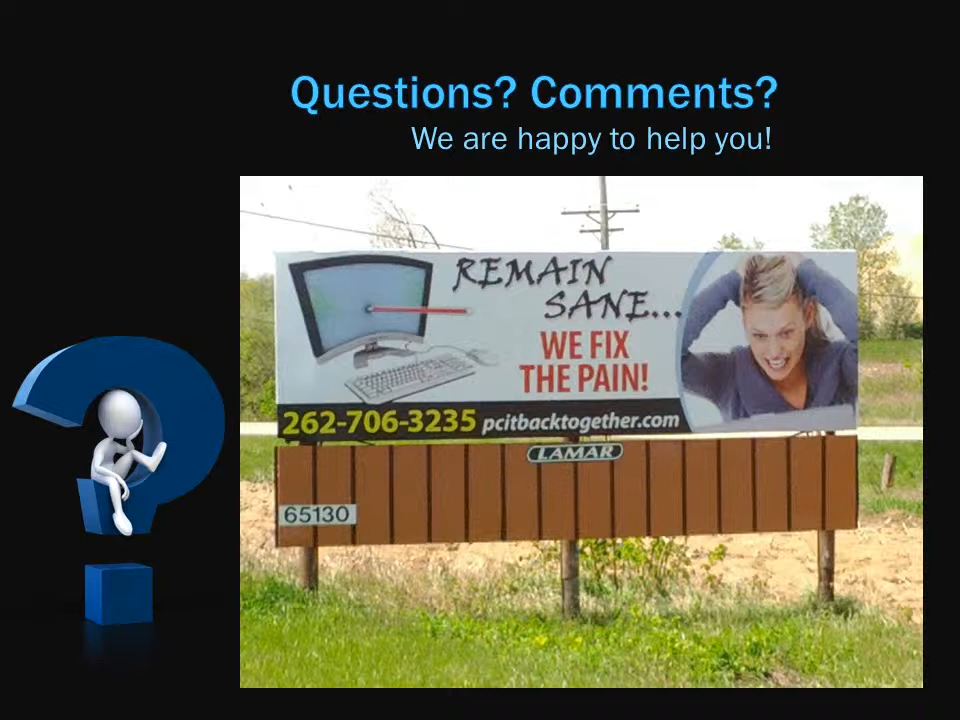 Questions? Comments?
We are happy to help you!
REMAIN
SANE...
WE FIX
THE PAIN!
262-706-3235 pcitbacktogether.com
LAMAR
65130